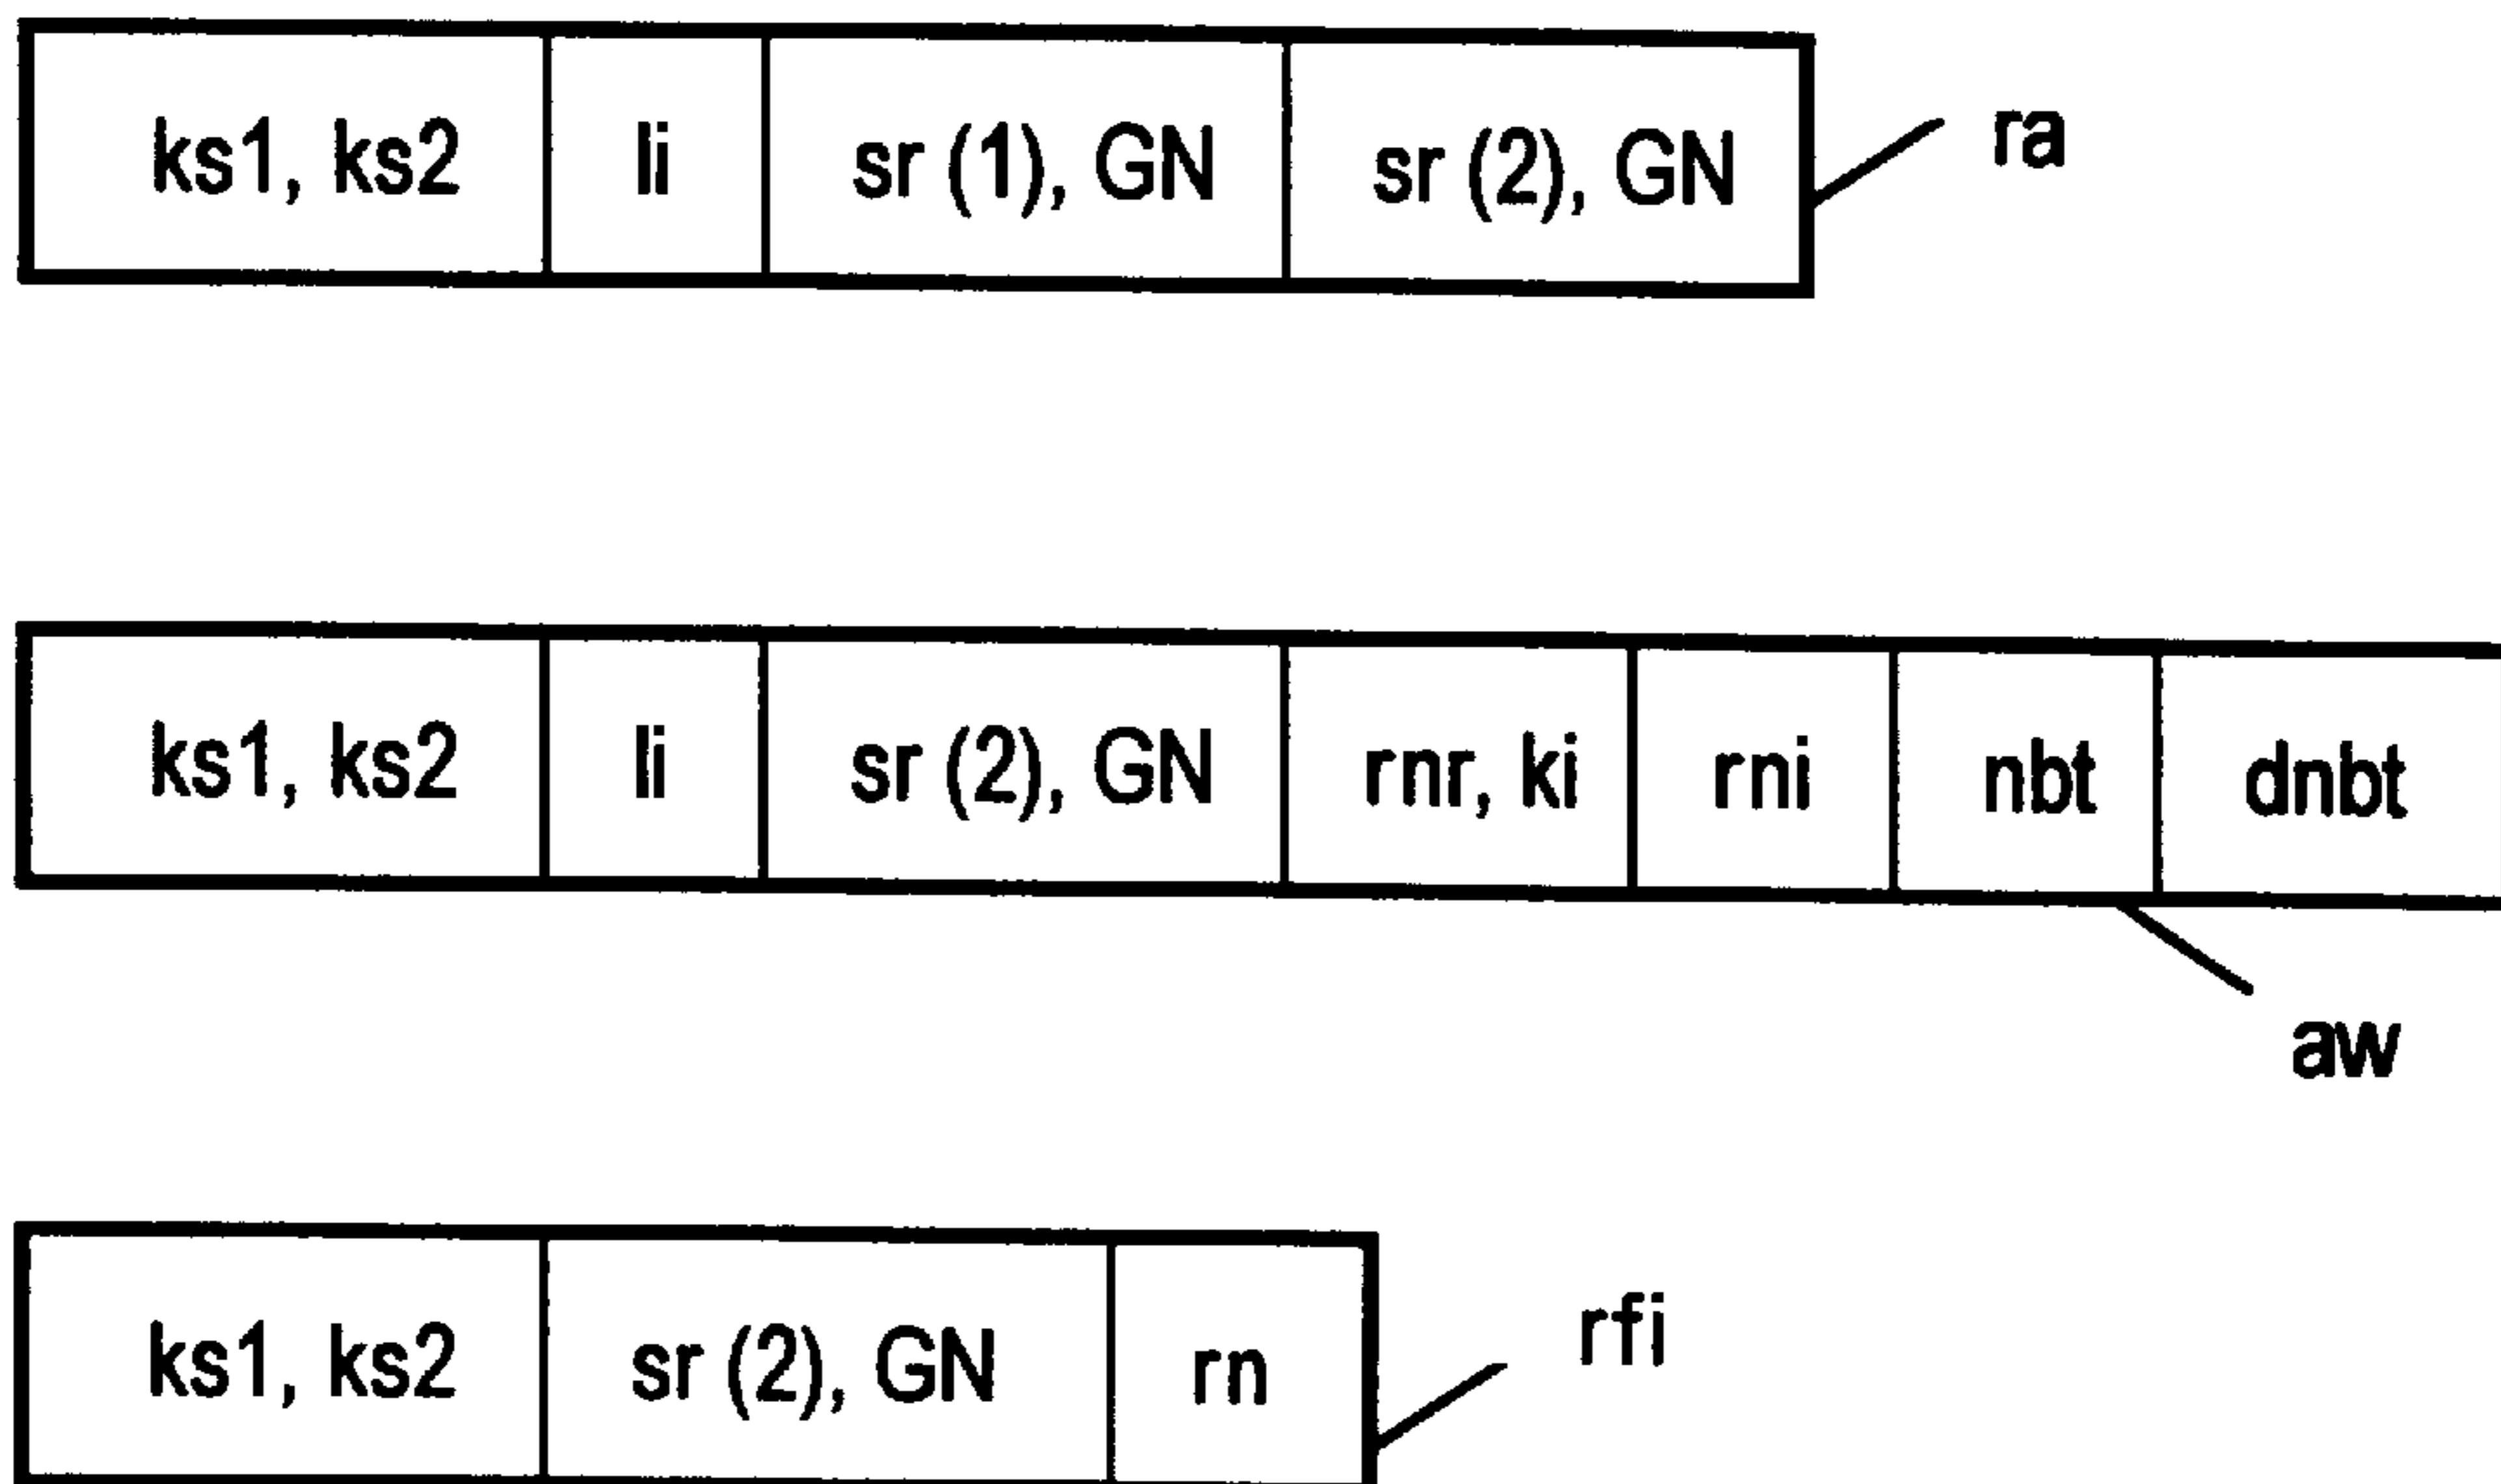 ks1, ks2 li sr (1), GN sr (2), GN ra
ks1, ks2 li sr (2), GN rnr, ki rni nbt dnbt
aw
ks1, ks2 sr (2), GN rn rfi